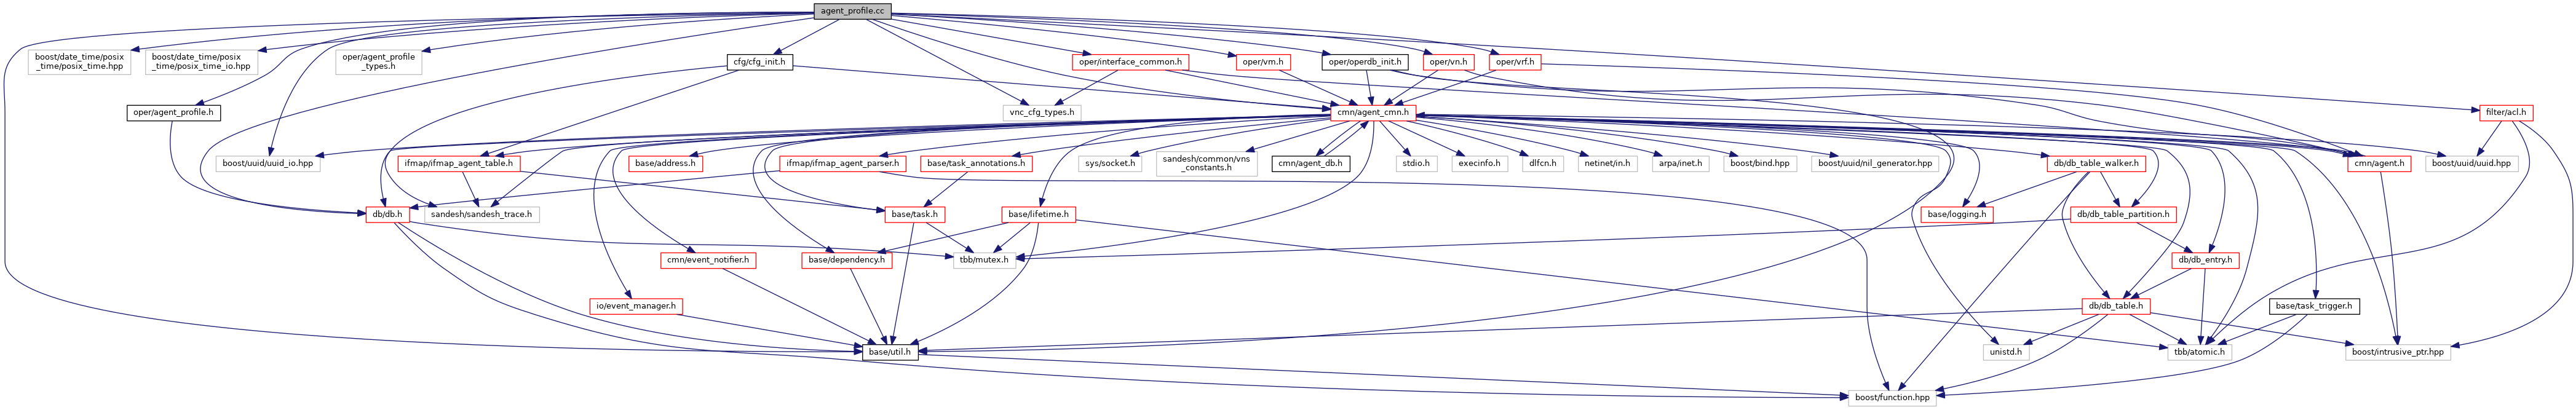 agent_profile.cc
boost/date_time/posix
_time/posix_time.hpp
boost/date_time/posix
_time/posix_time_io.hpp
oper/agent_profile
_types.h
cfg/cfg_init.h
oper/interface_common.h
oper/vm.h
oper/operdb_init.h
oper/vn.h
oper/vrf.h
oper/agent_profile.h
vnc_cfg_types.h
cmn/agent_cmn.h
filter/acl.h
boost/uuid/uuid_io.hpp
ifmap/ifmap_agent_table.h
base/address.h
ifmap/ifmap_agent_parser.h
base/task_annotations.h
sys/socket.h
sandesh/common/vns
_constants.h
cmn/agent_db.h
stdio.h
execinfo.h
dlfcn.h
netinet/in.h
arpa/inet.h
boost/bind.hpp
boost/uuid/nil_generator.hpp
db/db_table_walker.h
cmn/agent.h
boost/uuid/uuid.hpp
db/db.h
sandesh/sandesh_trace.h
base/task.h
base/lifetime.h
base/logging.h
db/db_table_partition.h
cmn/event_notifier.h
base/dependency.h
tbb/mutex.h
db/db_entry.h
io/event_manager.h
db/db_table.h
base/task_trigger.h
base/util.h
unistd.h
tbb/atomic.h
boost/intrusive_ptr.hpp
boost/function.hpp